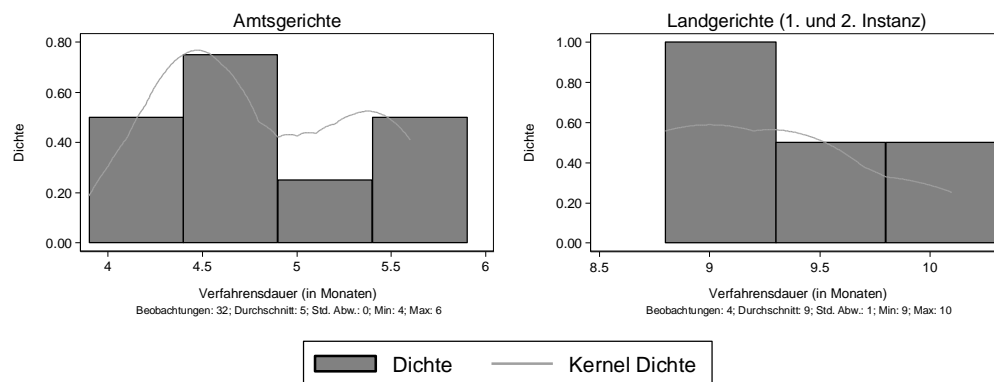 Amtsgerichte
0.80
0.60
0.40
0.20
0.00
Dichte
4
4.5
5
5.5
6
Verfahrensdauer (in Monaten)
Beobachtungen: 32; Durchschnitt: 5; Std. Abw.: 0; Min: 4; Max: 6
Landgerichte (1. und 2. Instanz)
1.00
0.80
0.60
0.40
0.20
0.00
Dichte
8.5
9
9.5
10
Verfahrensdauer (in Monaten)
Beobachtungen: 4; Durchschnitt: 9; Std. Abw.: 1; Min: 9; Max: 10
Dichte
Kernel Dichte